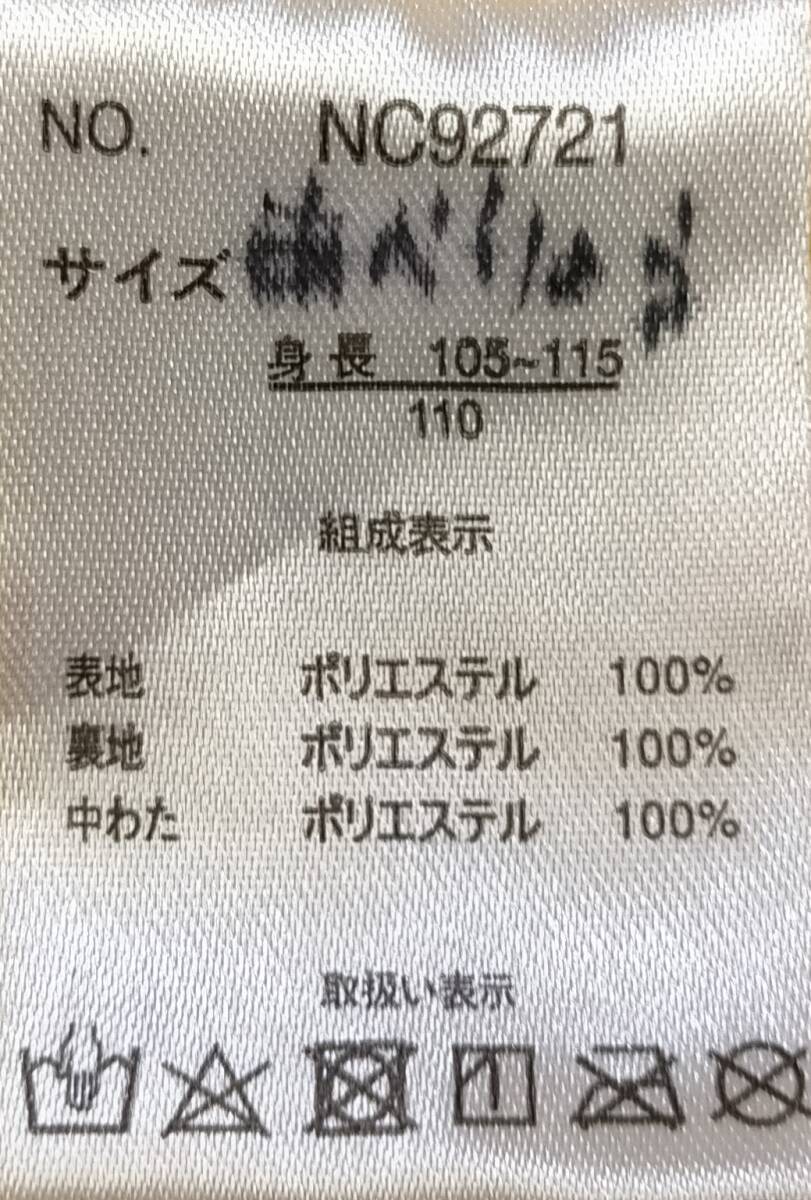 NO. NC92721
サイズ
身長 105~115
110
組成表示
表地 ポリエステル 100%
裏地 ポリエステル 100%
中わた ポリエステル 100%
取扱い表示